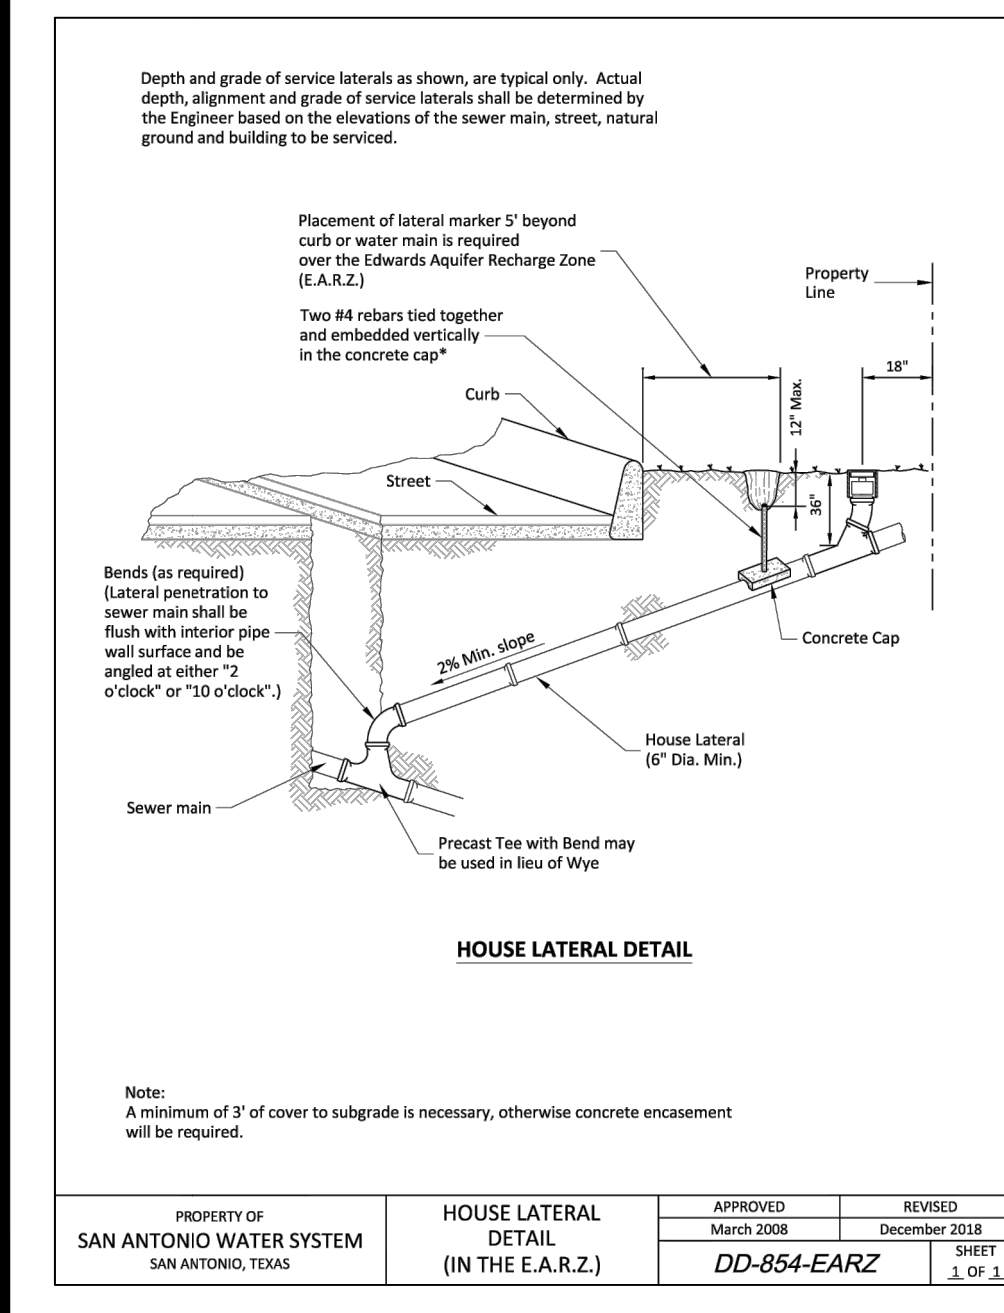 Depth and grade of service laterals as shown, are typical only. Actual
depth, alignment and grade of service laterals shall be determined by
the Engineer based on the elevations of the sewer main, street, natural
ground and building to be serviced.
Placement of lateral marker 5' beyond
curb or water main is required
over the Edwards Aquifer Recharge Zone
(E.A.R.Z.)
Property
Line
Two #4 rebars tied together
and embedded vertically
in the concrete cap*
18"
Curb
12" Max.
Street
36"
Bends (as required)
(Lateral penetration to
sewer main shall be
flush with interior pipe
wall surface and be
angled at either "2
o'clock" or "10 o'clock".)
2% Min. slope
Concrete Cap
House Lateral
(6" Dia. Min.)
Sewer main
Precast Tee with Bend may
be used in lieu of Wye
HOUSE LATERAL DETAIL
Note:
A minimum of 3' of cover to subgrade is necessary, otherwise concrete encasement
will be required.
PROPERTY OF
SAN ANTONIO WATER SYSTEM
SAN ANTONIO, TEXAS
HOUSE LATERAL
DETAIL
(IN THE E.A.R.Z.)
APPROVED
March 2008
REVISED
December 2018
DD-854-EARZ
SHEET
1 OF 1